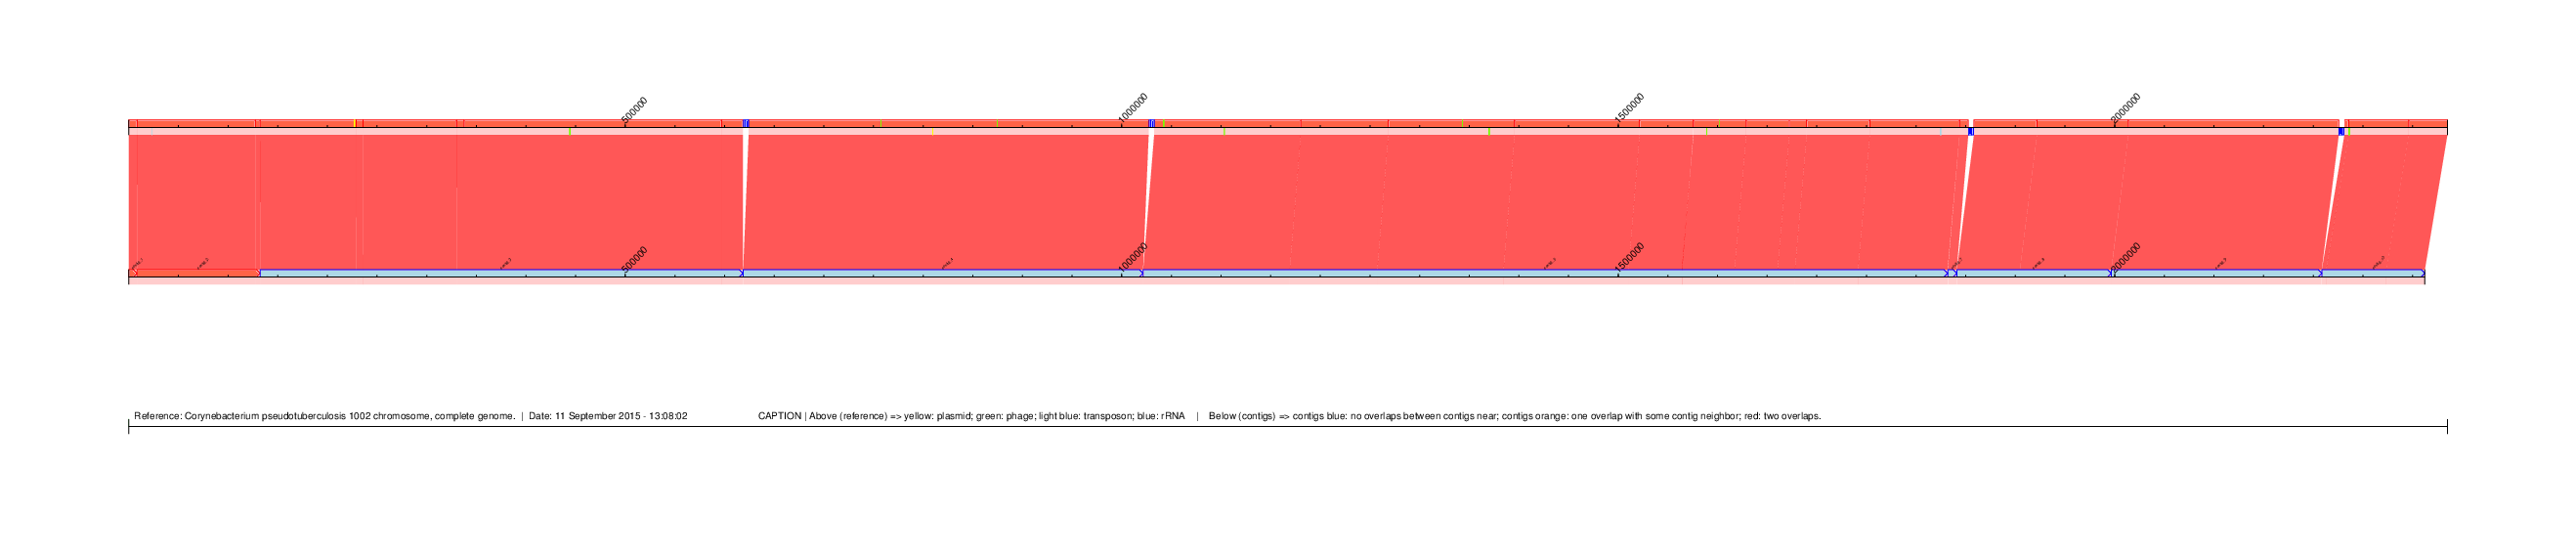 500000 1000000 1500000 2000000
500000 1000000 1500000 2000000
Reference: Corynebacterium pseudotuberculosis 1002 chromosome, complete genome. | Date: 11 September 2015 - 13:08:02 CAPTION | Above (reference) => yellow: plasmid; green: phage; light blue: transposon; blue: rRNA | Below (contigs) => contigs blue: no overlaps between contigs near; contigs orange: one overlap with some contig neighbor; red: two overlaps.